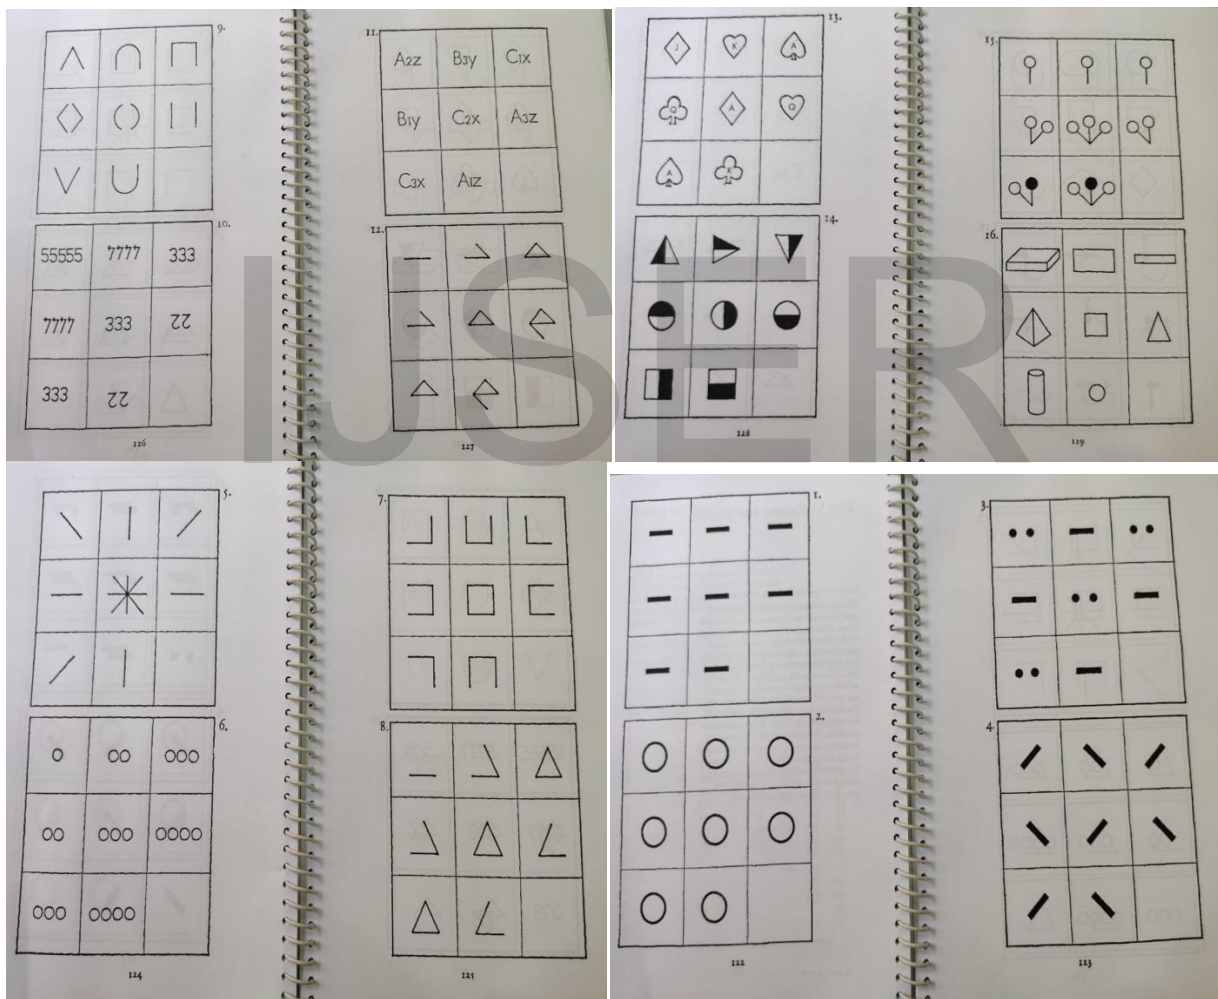 9.
10.
55555 7777 333
7777 333 22
333 22
126
11.
A2z B3y C1x
B1y C2x A3z
C3x A1z
12.
127
13.
J K A
Q A Q
A K
14.
128
15.
16.
129
5.
6.
124
7.
8.
125
1.
2.
122
3.
4.
123
IJSER